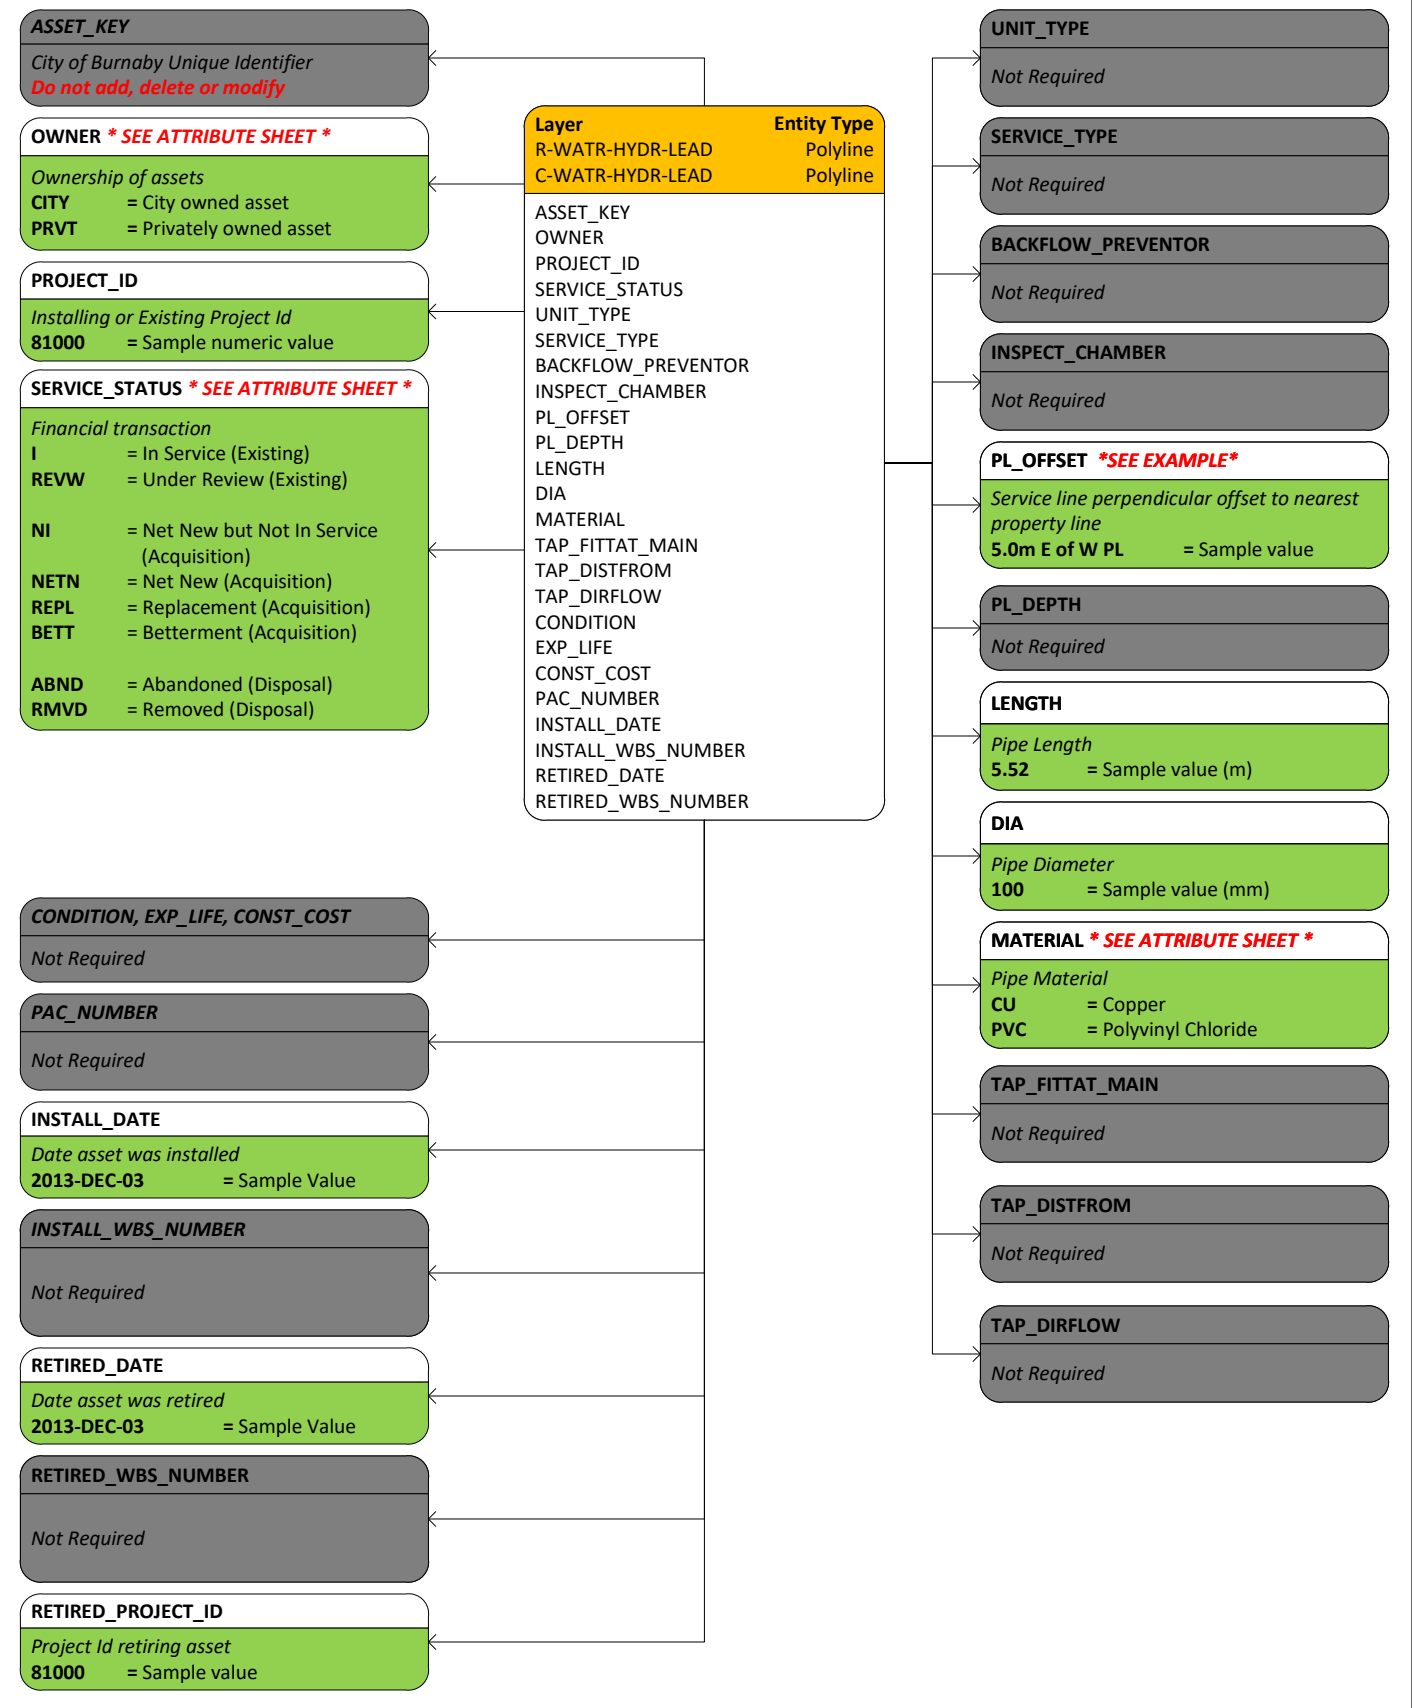 ASSET_KEY
City of Burnaby Unique Identifier
Do not add, delete or modify
OWNER * SEE ATTRIBUTE SHEET *
Ownership of assets
CITY = City owned asset
PRVT = Privately owned asset
PROJECT_ID
Installing or Existing Project Id
81000 = Sample numeric value
SERVICE_STATUS * SEE ATTRIBUTE SHEET *
Financial transaction
I = In Service (Existing)
REVW = Under Review (Existing)
NI = Net New but Not In Service
(Acquisition)
NETN = Net New (Acquisition)
REPL = Replacement (Acquisition)
BETT = Betterment (Acquisition)
ABND = Abandoned (Disposal)
RMVD = Removed (Disposal)
CONDITION, EXP_LIFE, CONST_COST
Not Required
PAC_NUMBER
Not Required
INSTALL_DATE
Date asset was installed
2013-DEC-03 = Sample Value
INSTALL_WBS_NUMBER
Not Required
RETIRED_DATE
Date asset was retired
2013-DEC-03 = Sample Value
RETIRED_WBS_NUMBER
Not Required
RETIRED_PROJECT_ID
Project Id retiring asset
81000 = Sample value
Layer Entity Type
R-WATR-HYDR-LEAD Polyline
C-WATR-HYDR-LEAD Polyline
ASSET_KEY
OWNER
PROJECT_ID
SERVICE_STATUS
UNIT_TYPE
SERVICE_TYPE
BACKFLOW_PREVENTOR
INSPECT_CHAMBER
PL_OFFSET
PL_DEPTH
LENGTH
DIA
MATERIAL
TAP_FITTAT_MAIN
TAP_DISTFROM
TAP_DIRFLOW
CONDITION
EXP_LIFE
CONST_COST
PAC_NUMBER
INSTALL_DATE
INSTALL_WBS_NUMBER
RETIRED_DATE
RETIRED_WBS_NUMBER
UNIT_TYPE
Not Required
SERVICE_TYPE
Not Required
BACKFLOW_PREVENTOR
Not Required
INSPECT_CHAMBER
Not Required
PL_OFFSET *SEE EXAMPLE*
Service line perpendicular offset to nearest
property line
5.0m E of W PL = Sample value
PL_DEPTH
Not Required
LENGTH
Pipe Length
5.52 = Sample value (m)
DIA
Pipe Diameter
100 = Sample value (mm)
MATERIAL * SEE ATTRIBUTE SHEET *
Pipe Material
CU = Copper
PVC = Polyvinyl Chloride
TAP_FITTAT_MAIN
Not Required
TAP_DISTFROM
Not Required
TAP_DIRFLOW
Not Required